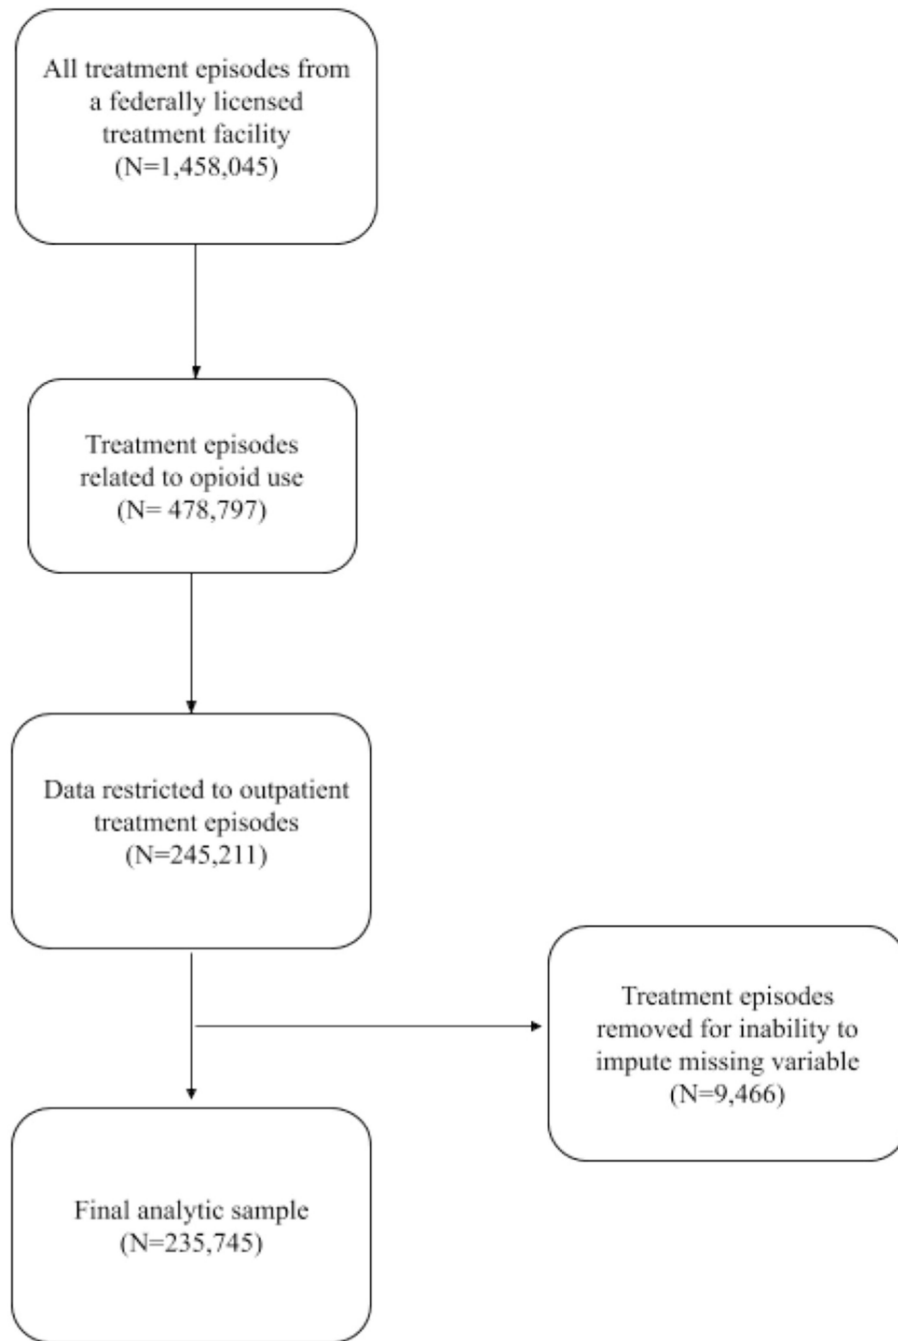 All treatment episodes from
a federally licensed
treatment facility
(N=1,458,045)
Treatment episodes
related to opioid use
(N= 478,797)
Data restricted to outpatient
treatment episodes
(N=245,211)
Treatment episodes
removed for inability to
impute missing variable
(N=9,466)
Final analytic sample
(N=235,745)